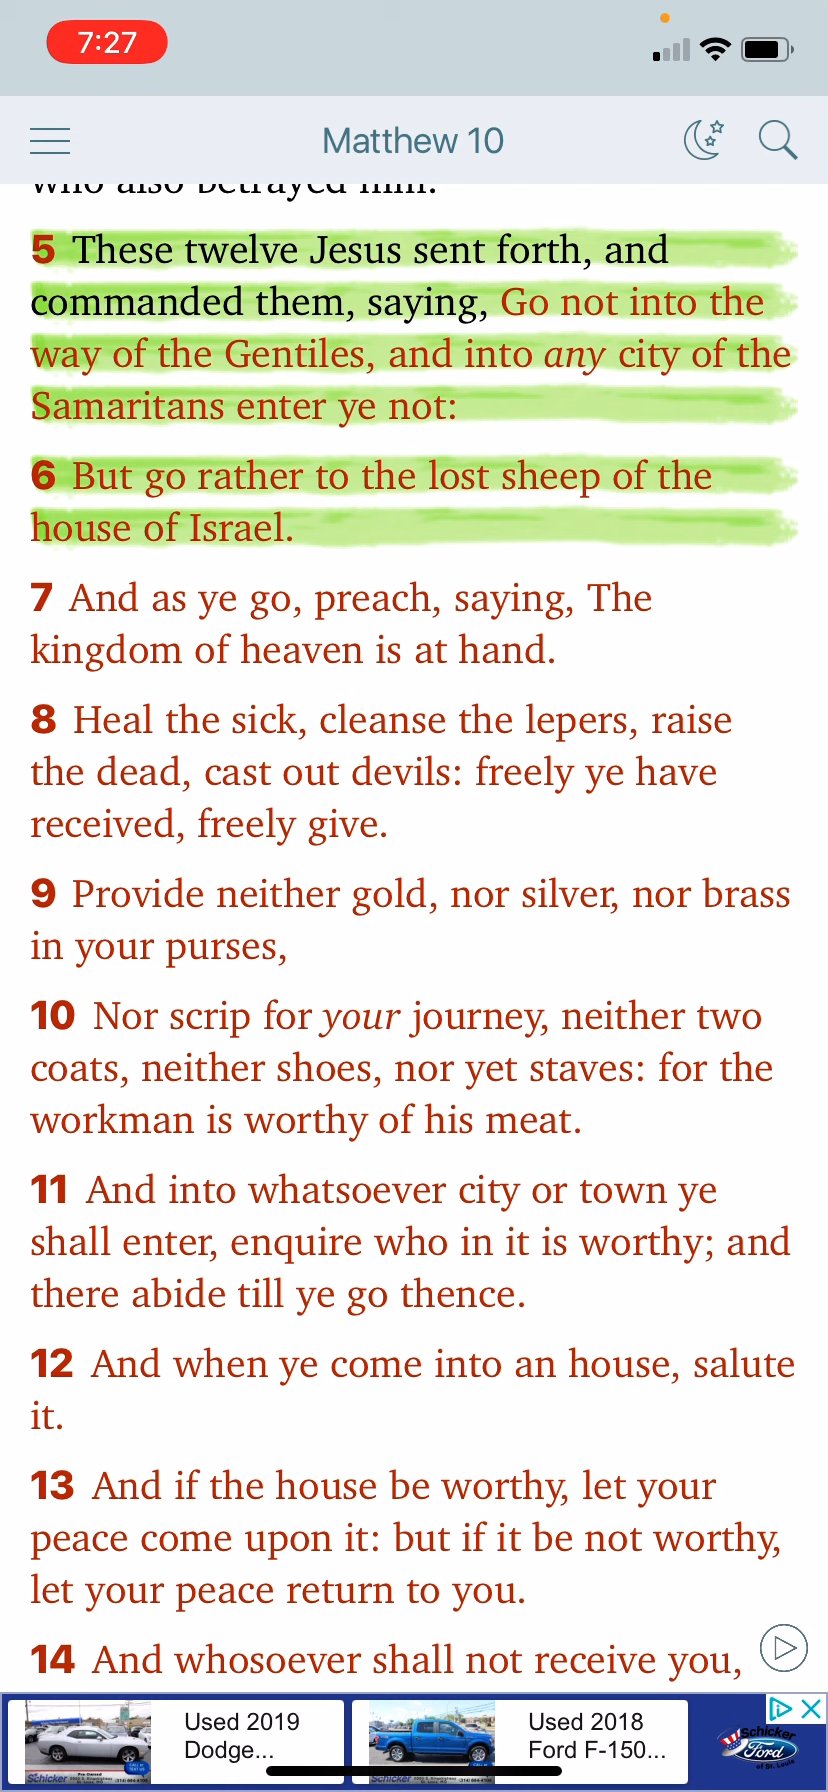 7:27
Matthew 10
who also betrayed him.
5 These twelve Jesus sent forth, and
commanded them, saying, Go not into the
way of the Gentiles, and into any city of the
Samaritans enter ye not:
6 But go rather to the lost sheep of the
house of Israel.
7 And as ye go, preach, saying, The
kingdom of heaven is at hand.
8 Heal the sick, cleanse the lepers, raise
the dead, cast out devils: freely ye have
received, freely give.
9 Provide neither gold, nor silver, nor brass
in your purses,
10 Nor scrip for your journey, neither two
coats, neither shoes, nor yet staves: for the
workman is worthy of his meat.
11 And into whatsoever city or town ye
shall enter, enquire who in it is worthy; and
there abide till ye go thence.
12 And when ye come into an house, salute
it.
13 And if the house be worthy, let your
peace come upon it: but if it be not worthy,
let your peace return to you.
14 And whosoever shall not receive you,
Used 2019
Dodge...
Schicker
Used 2018
Ford F-150...
Schicker
Schicker
Ford
of St. Louis